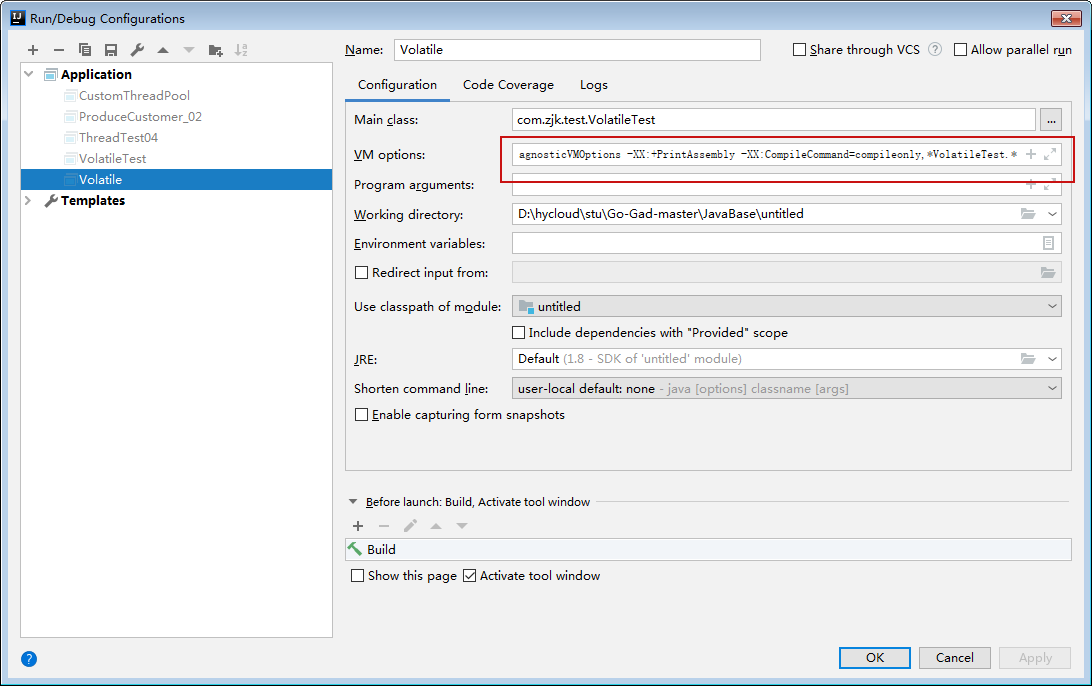 Run/Debug Configurations
Name: Volatile
Share through VCS ?
Allow parallel run
Application
CustomThreadPool
ProduceCustomer_02
ThreadTest04
VolatileTest
Volatile
Templates
Configuration
Code Coverage
Logs
Main class: com.zjk.test.VolatileTest ...
VM options: agnosticVMOptions -XX:+PrintAssembly -XX:CompileCommand=compileonly,*VolatileTest.*
Program arguments:
Working directory: D:\hycloud\stu\Go-Gad-master\JavaBase\untitled
Environment variables:
Redirect input from:
Use classpath of module: untitled
Include dependencies with "Provided" scope
JRE: Default (1.8 - SDK of 'untitled' module)
Shorten command line: user-local default: none - java [options] classname [args]
Enable capturing form snapshots
Before launch: Build, Activate tool window
Build
Show this page
Activate tool window
?
OK
Cancel
Apply